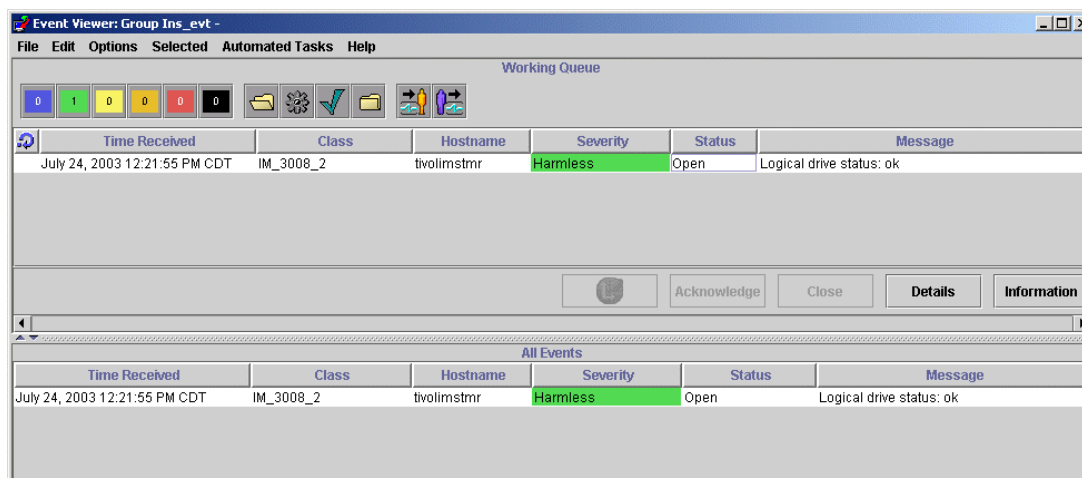 Event Viewer: Group Ins_evt -
File Edit Options Selected Automated Tasks Help
Working Queue
0 1 0 0 0 0
Time Received Class Hostname Severity Status Message
July 24, 2003 12:21:55 PM CDT IM_3008_2 tivolimstmr Harmless Open Logical drive status: ok
Acknowledge Close Details Information
All Events
Time Received Class Hostname Severity Status Message
July 24, 2003 12:21:55 PM CDT IM_3008_2 tivolimstmr Harmless Open Logical drive status: ok